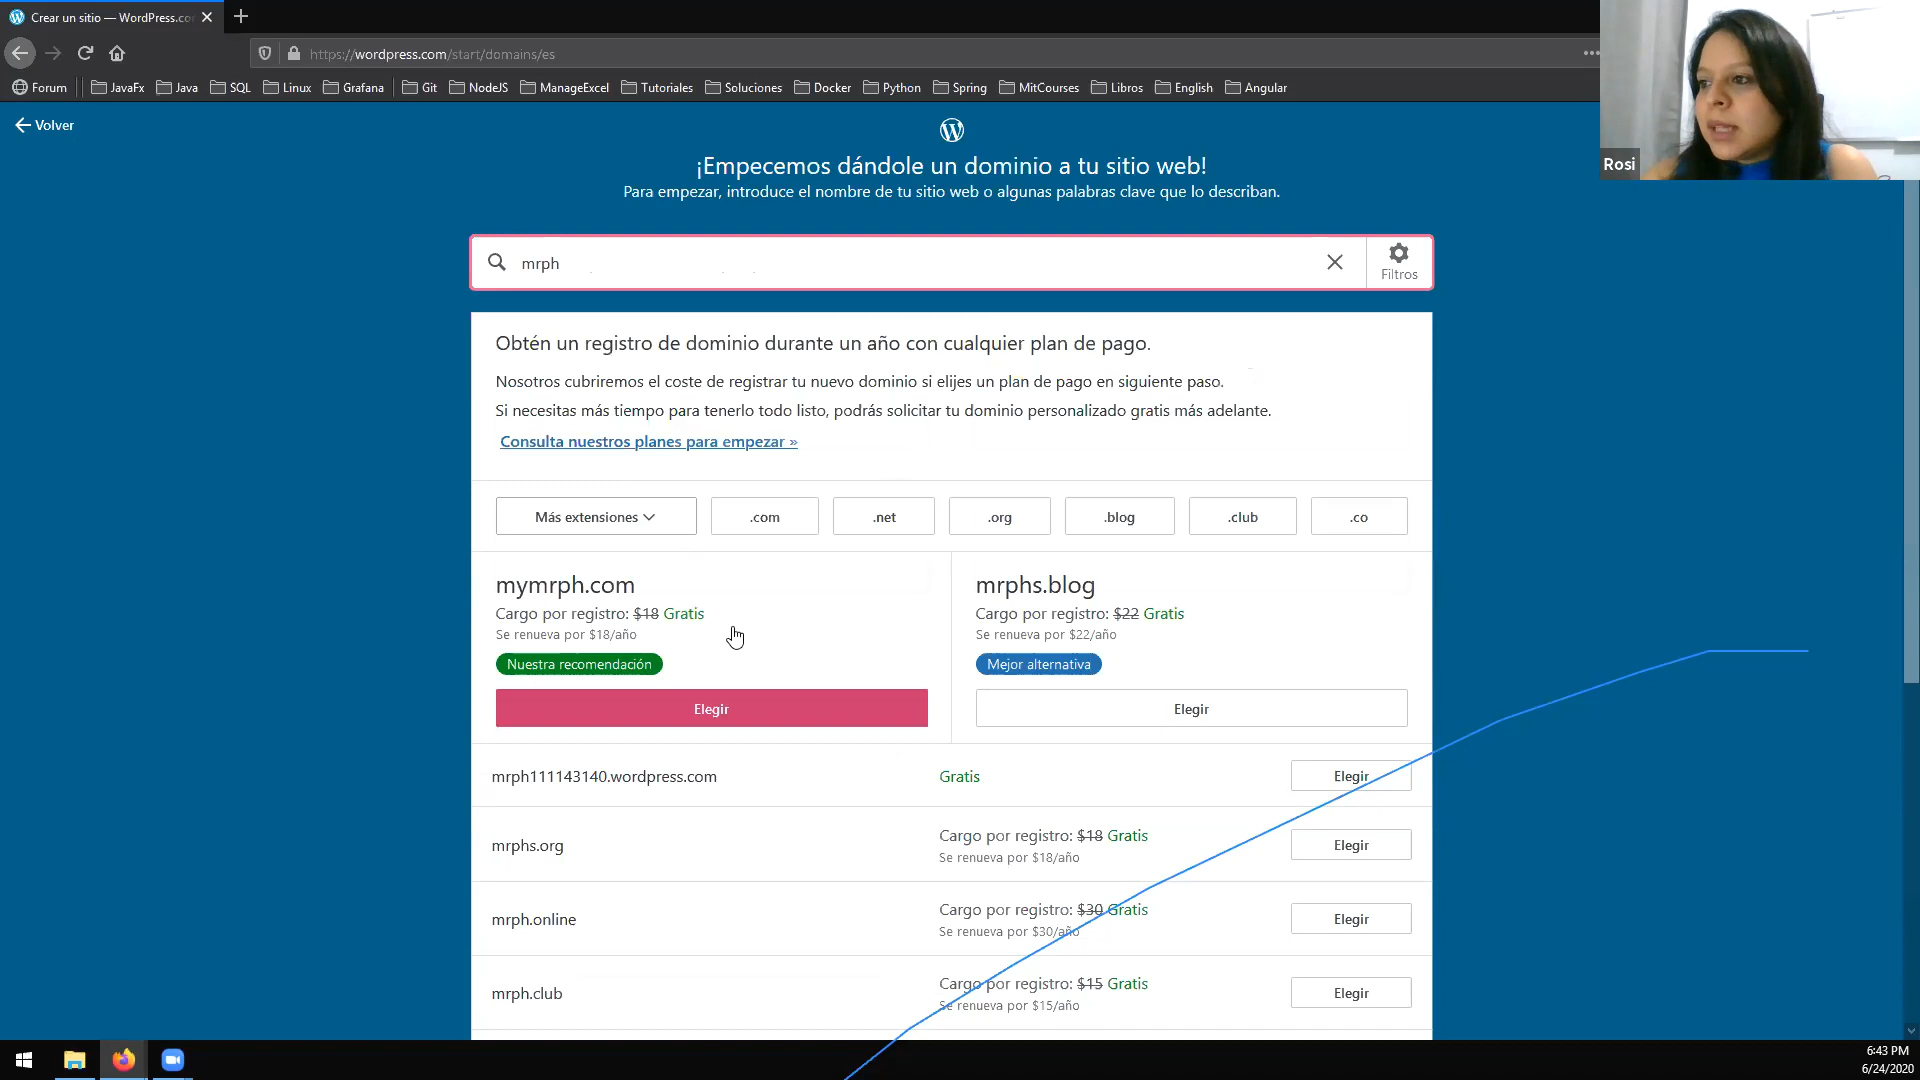 Crear un sitio — WordPress.co
https://wordpress.com/start/domains/es
Forum JavaFx Java SQL Linux Grafana Git NodeJS ManageExcel Tutoriales Soluciones Docker Python Spring MitCourses Libros English Angular
Rosi
Volver
¡Empecemos dándole un dominio a tu sitio web!
Para empezar, introduce el nombre de tu sitio web o algunas palabras clave que lo describan.
mrph
Filtros
Obtén un registro de dominio durante un año con cualquier plan de pago.
Nosotros cubriremos el coste de registrar tu nuevo dominio si elijes un plan de pago en siguiente paso.
Si necesitas más tiempo para tenerlo todo listo, podrás solicitar tu dominio personalizado gratis más adelante.
Consulta nuestros planes para empezar »
Más extensiones .com .net .org .blog .club .co
mymrph.com
Cargo por registro: $18 Gratis
Se renueva por $18/año
Nuestra recomendación
Elegir
mrphs.blog
Cargo por registro: $22 Gratis
Se renueva por $22/año
Mejor alternativa
Elegir
mrph111143140.wordpress.com Gratis Elegir
mrphs.org Cargo por registro: $18 Gratis Elegir
Se renueva por $18/año
mrph.online Cargo por registro: $30 Gratis Elegir
Se renueva por $30/año
mrph.club Cargo por registro: $15 Gratis Elegir
Se renueva por $15/año
6:43 PM
6/24/2020